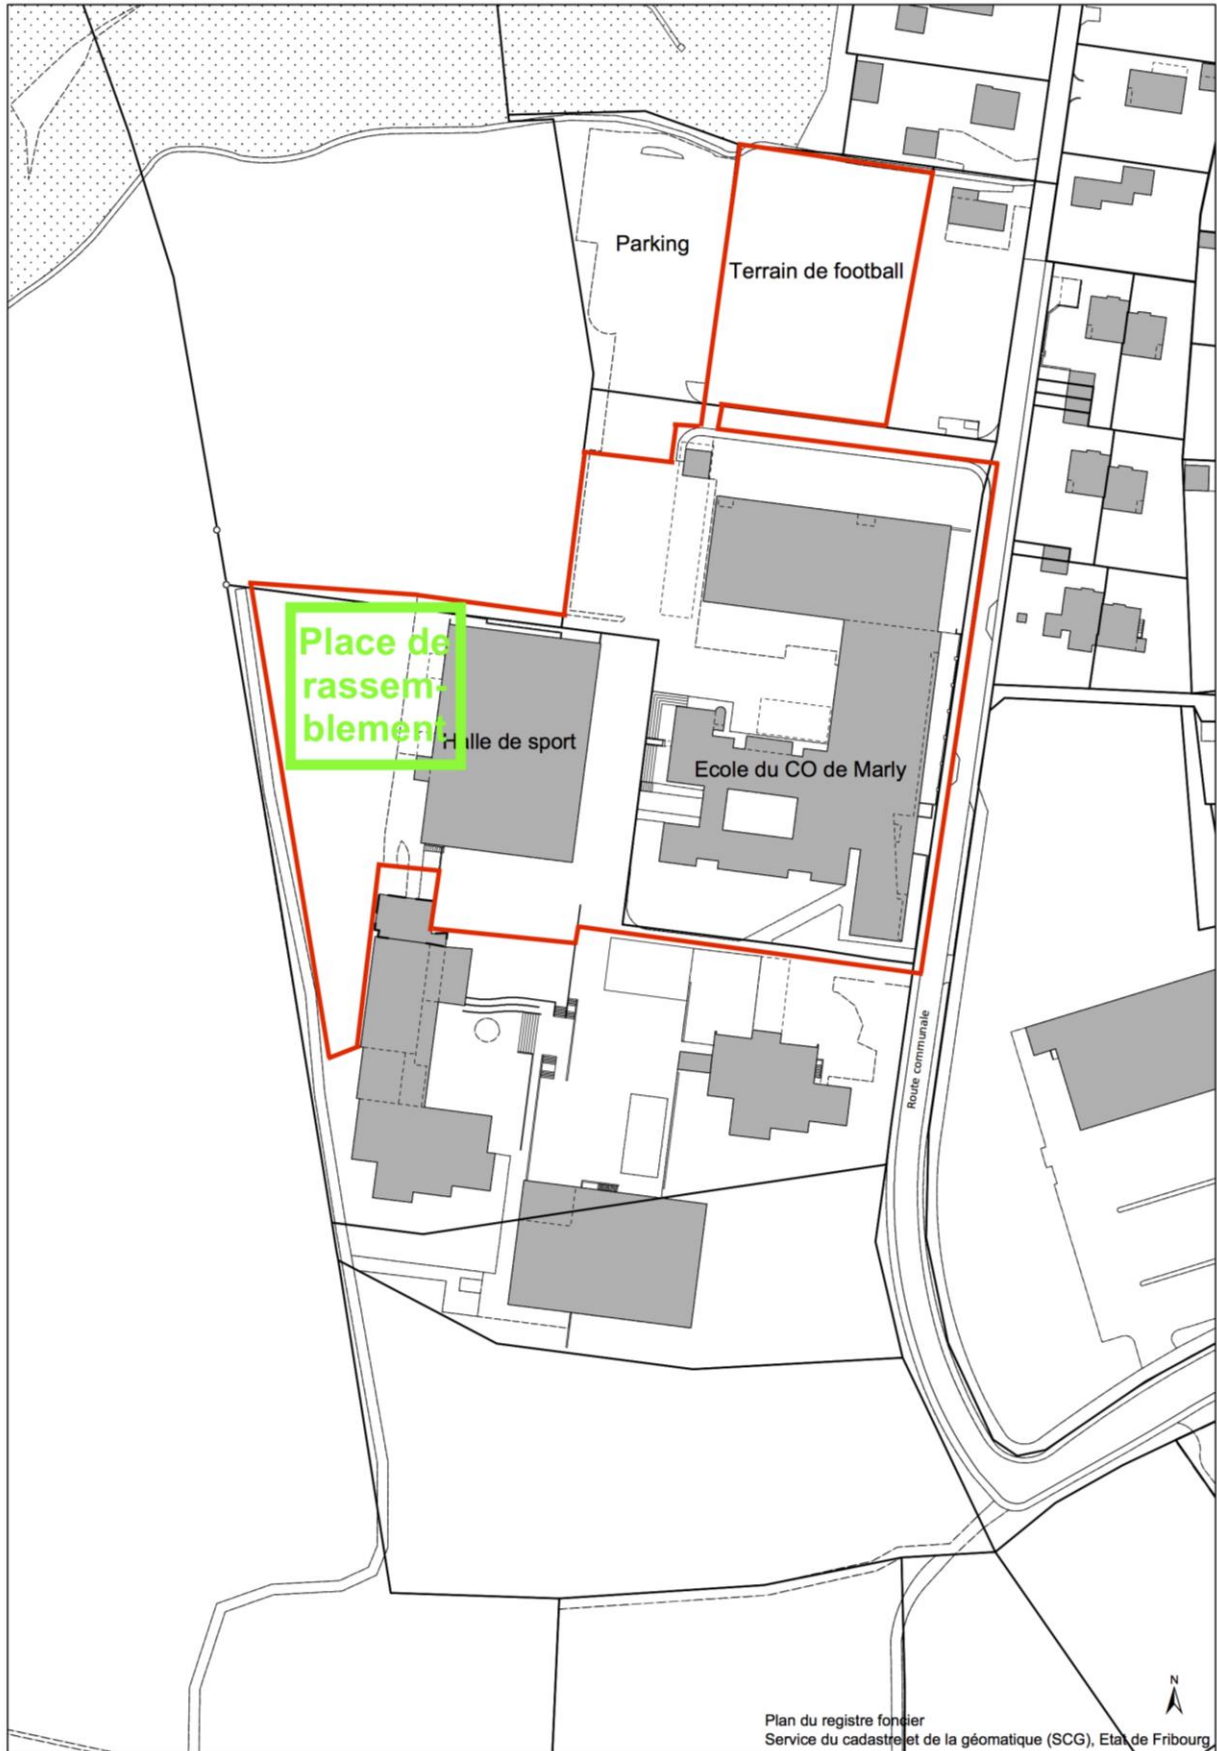 Parking
Terrain de football
Place de
rassem-
blement
Halle de sport
Ecole du CO de Marly
Route communale
N
Plan du registre foncier
Service du cadastre et de la géomatique (SCG), Etat de Fribourg